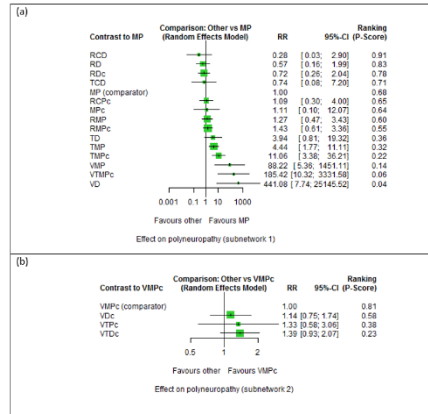 (a)
Comparison: Other vs MP Ranking
Contrast to MP (Random Effects Model) RR 95%-CI (P-Score)
RCD 0.28 [ 0.03; 2.90] 0.91
RD 0.57 [ 0.16; 1.99] 0.83
RDc 0.72 [ 0.26; 2.04] 0.78
TCD 0.74 [ 0.08; 7.20] 0.71
MP (comparator) 1.00 0.68
RCPc 1.09 [ 0.30; 4.00] 0.65
MPc 1.11 [ 0.10; 12.07] 0.64
RMP 1.27 [ 0.47; 3.43] 0.60
RMPc 1.43 [ 0.61; 3.36] 0.55
TD 3.94 [ 0.81; 19.32] 0.36
TMP 4.44 [ 1.77; 11.11] 0.32
TMPc 11.06 [ 3.38; 36.21] 0.22
VMP 88.22 [ 5.36; 1451.11] 0.14
VTMPc 185.42 [10.32; 3331.58] 0.06
VD 441.08 [ 7.74; 25145.52] 0.04
0.001 0.1 1 10 1000
Favours other Favours MP
Effect on polyneuropathy (subnetwork 1)
(b)
Comparison: Other vs VMPc Ranking
Contrast to VMPc (Random Effects Model) RR 95%-CI (P-Score)
VMPc (comparator) 1.00 0.81
VDc 1.14 [0.75; 1.74] 0.58
VTPc 1.33 [0.58; 3.06] 0.38
VTDc 1.39 [0.93; 2.07] 0.23
0.5 1 2
Favours other Favours VMPc
Effect on polyneuropathy (subnetwork 2)